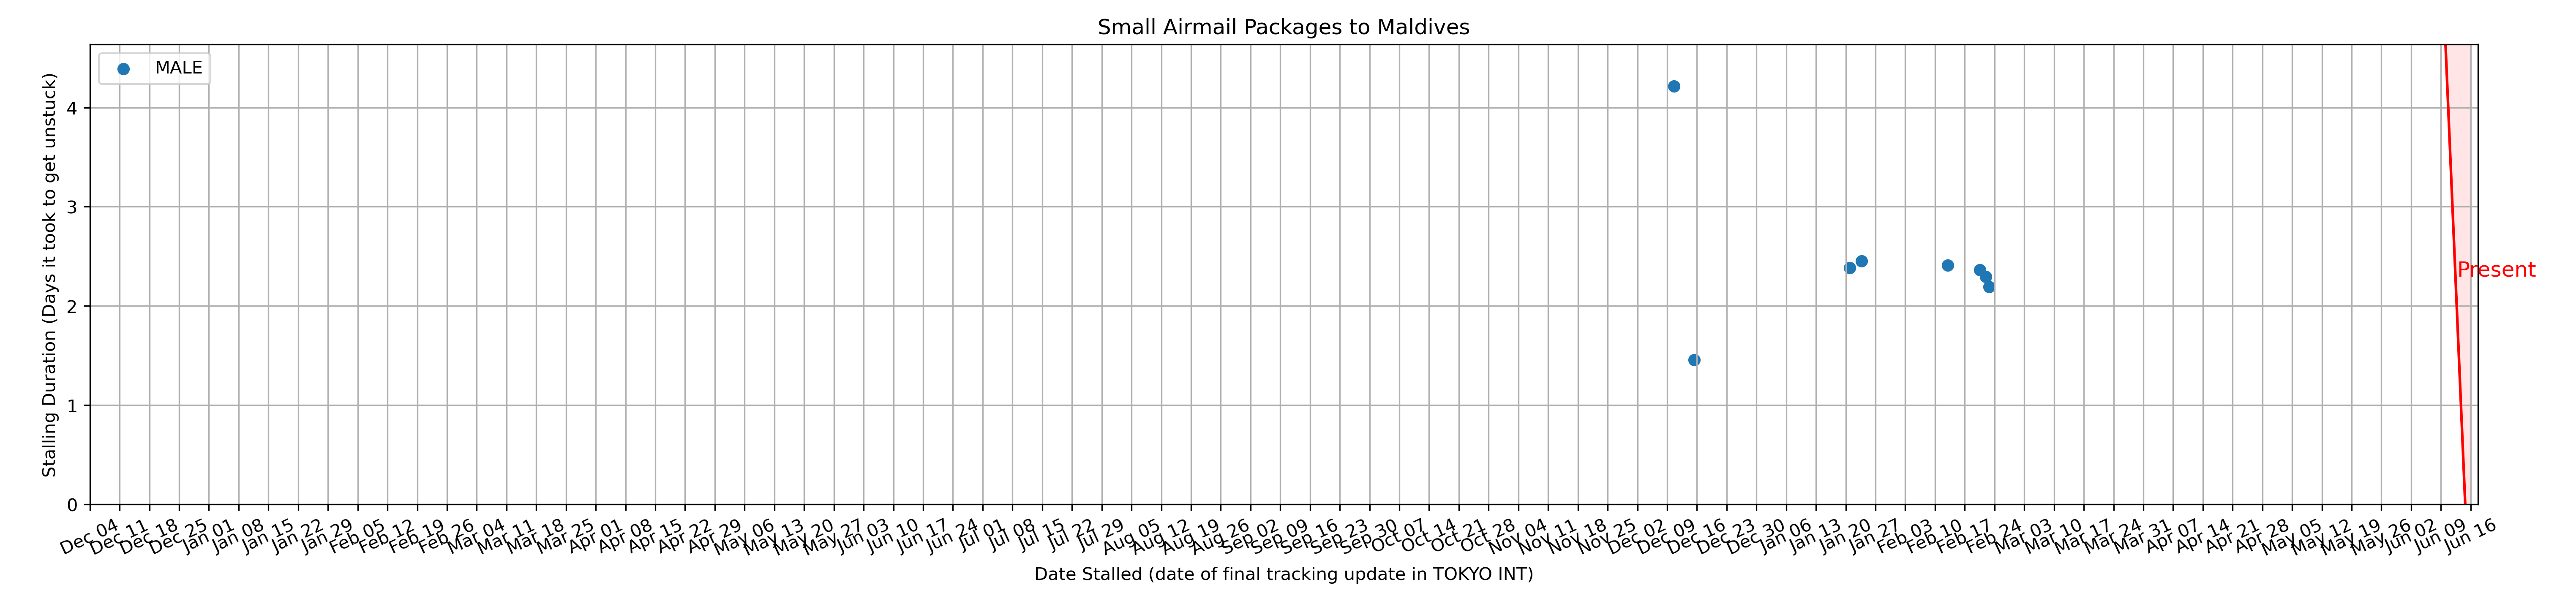 Small Airmail Packages to Maldives
MALE
Stalling Duration (Days it took to get unstuck)
4
3
2
1
0
Present
Dec 04
Dec 11
Dec 18
Dec 25
Jan 01
Jan 08
Jan 15
Jan 22
Jan 29
Feb 05
Feb 12
Feb 19
Feb 26
Mar 04
Mar 11
Mar 18
Mar 25
Apr 01
Apr 08
Apr 15
Apr 22
Apr 29
May 06
May 13
May 20
May 27
Jun 03
Jun 10
Jun 17
Jun 24
Jul 01
Jul 08
Jul 15
Jul 22
Jul 29
Aug 05
Aug 12
Aug 19
Aug 26
Sep 02
Sep 09
Sep 16
Sep 23
Sep 30
Oct 07
Oct 14
Oct 21
Oct 28
Nov 04
Nov 11
Nov 18
Nov 25
Dec 02
Dec 09
Dec 16
Dec 23
Dec 30
Jan 06
Jan 13
Jan 20
Jan 27
Feb 03
Feb 10
Feb 17
Feb 24
Mar 03
Mar 10
Mar 17
Mar 24
Mar 31
Apr 07
Apr 14
Apr 21
Apr 28
May 05
May 12
May 19
May 26
Jun 02
Jun 09
Jun 16
Date Stalled (date of final tracking update in TOKYO INT)